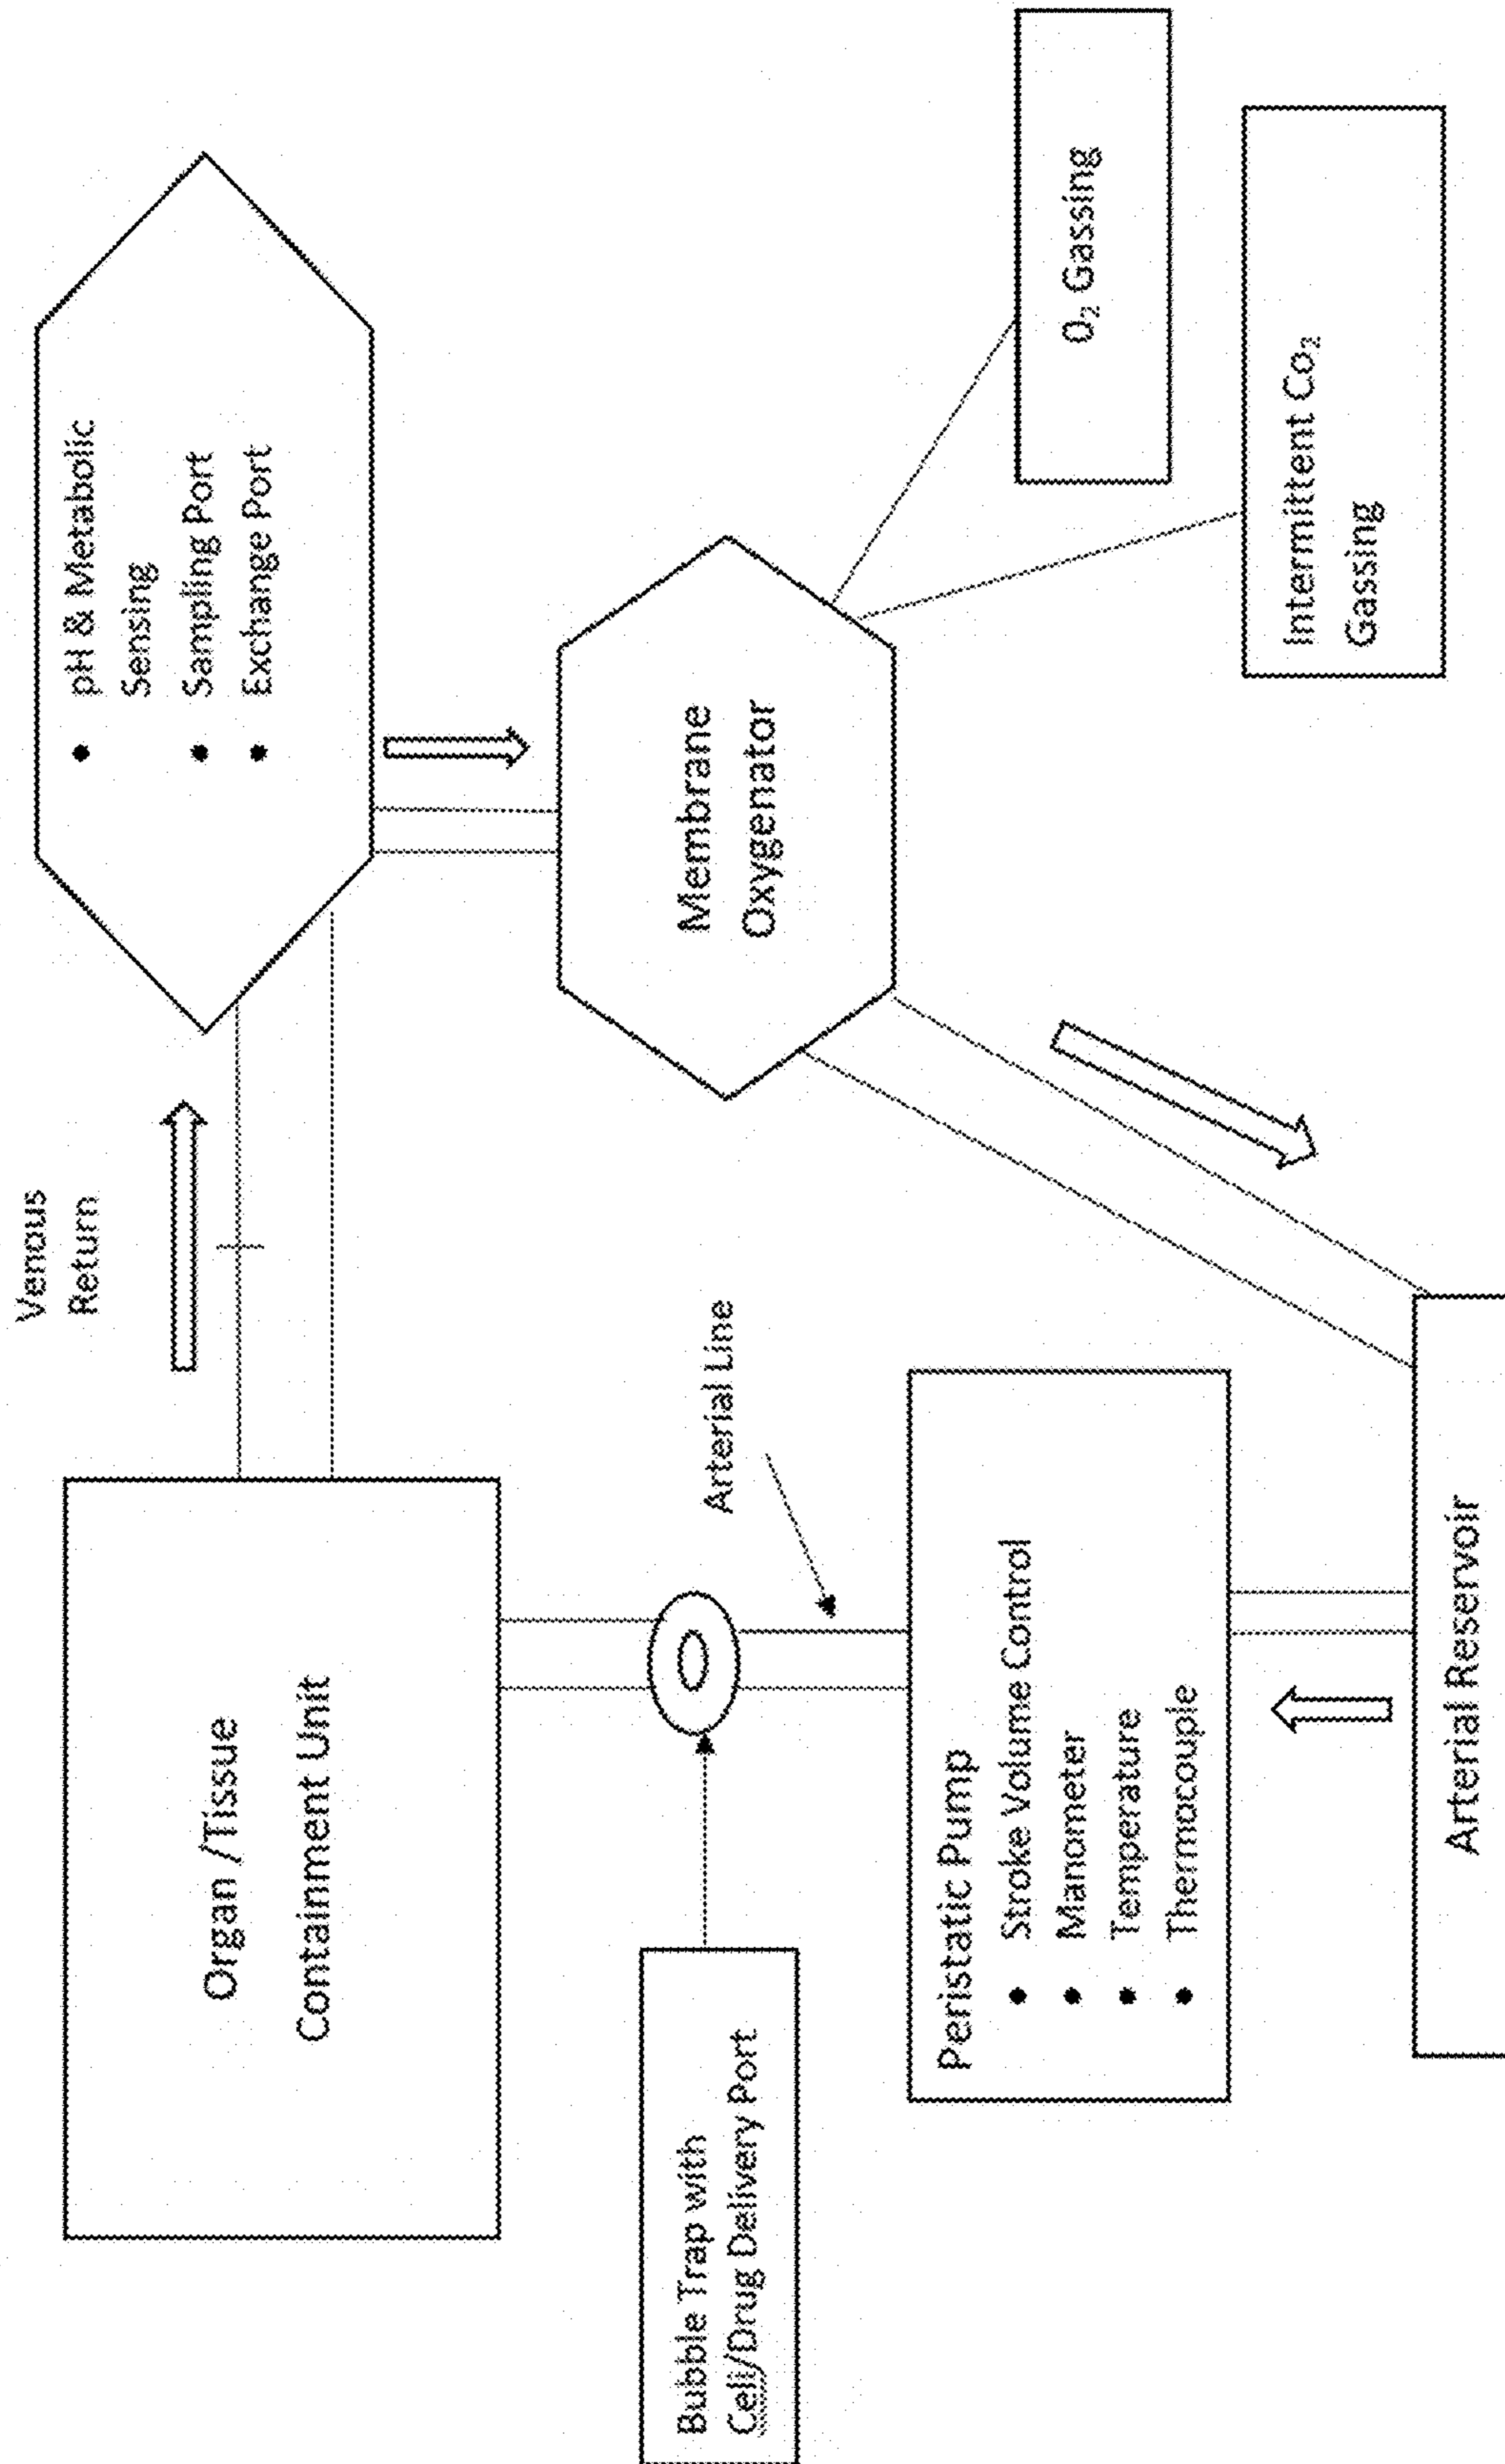 Venous
Return
pH & Metabolic
Sensing
Sampling Port
Exchange Port
Organ /Tissue
Containment Unit
Membrane
Oxygenator
Arterial Line
Bubble Trap with
Cell/Drug Delivery Port
O₂ Gassing
Peristatic Pump
Stroke Volume Control
Manometer
Temperature
Thermocouple
Intermittent Co₂
Gassing
Arterial Reservoir